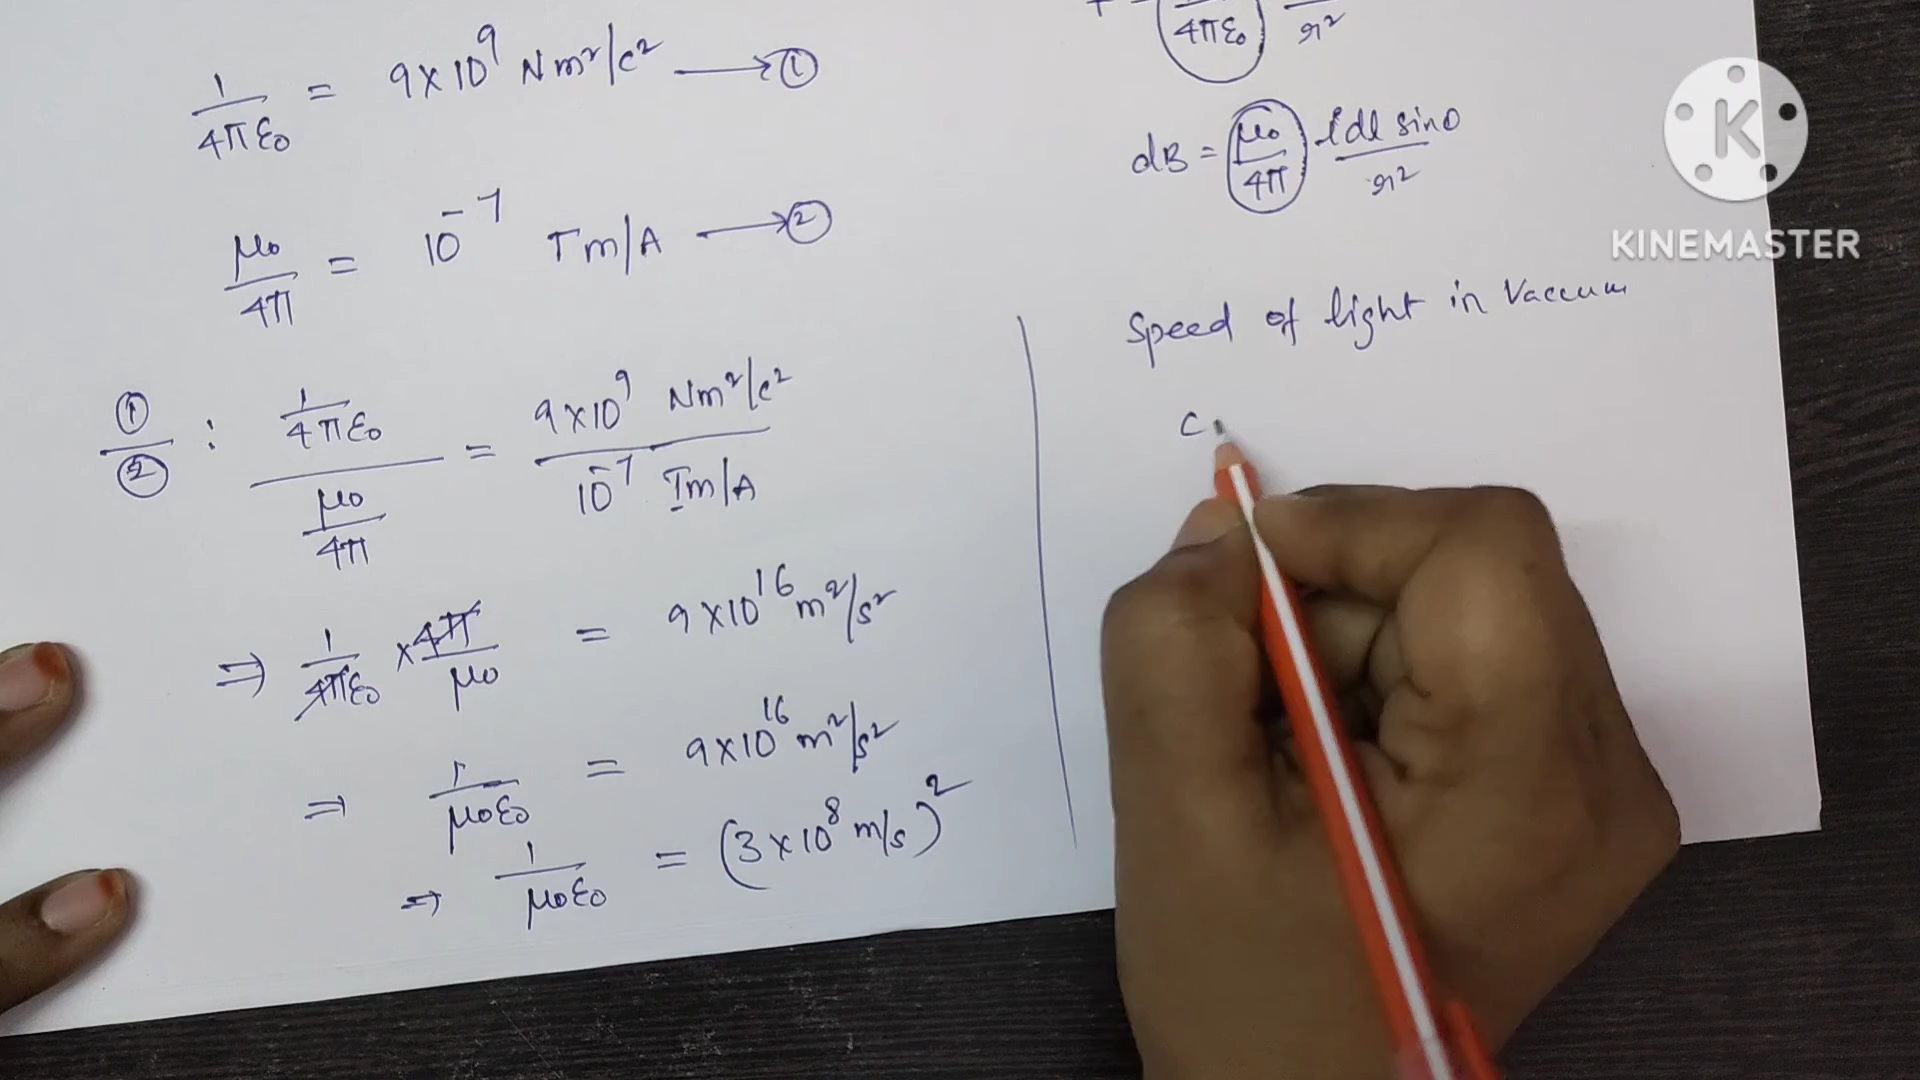 1/4πε₀ = 9×10⁹ Nm²/c² → ①
μ₀/4π = 10⁻⁷ Tm/A → ②
①/② : (1/4πε₀)/(μ₀/4π) = (9×10⁹ Nm²/c²)/(10⁻⁷ Tm/A)
⇒ 1/4πε₀ × 4π/μ₀ = 9×10¹⁶ m²/s²
⇒ 1/μ₀ε₀ = 9×10¹⁶ m²/s²
⇒ 1/μ₀ε₀ = (3×10⁸ m/s)²
4πε₀ r²
dB = μ₀/4π idl sinθ/r²
Speed of light in Vaccum
c
K
KINEMASTER